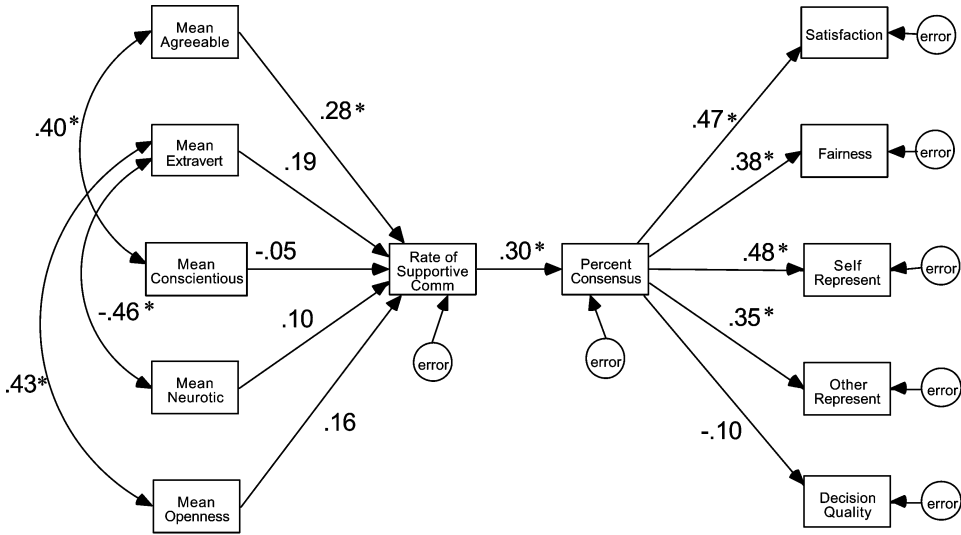 Mean
Agreeable
Satisfaction
error
.40*
.28*
.47*
Mean
Extravert
.19
.38*
Fairness
error
Mean
Conscientious
-.05
Rate of
Supportive
Comm
.30*
Percent
Consensus
.48*
Self
Represent
error
-.46*
.10
.35*
error
error
.43*
Mean
Neurotic
Other
Represent
error
.16
-.10
Mean
Openness
Decision
Quality
error